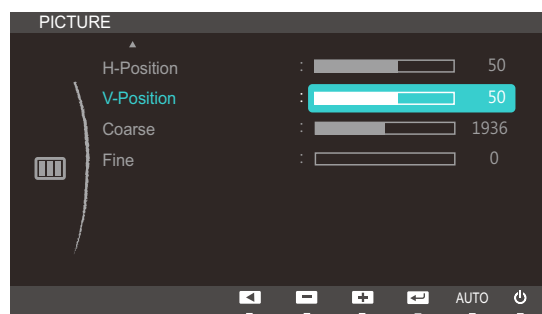 PICTURE
H-Position : 50
V-Position : 50
Coarse : 1936
Fine : 0
AUTO